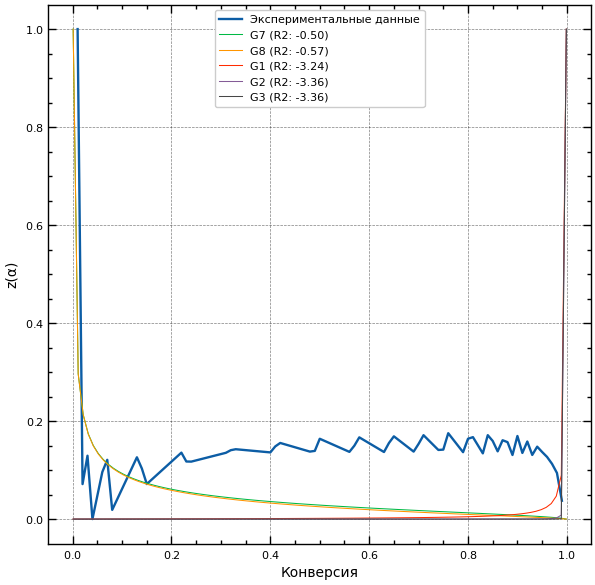 Экспериментальные данные
G7 (R2: -0.50)
G8 (R2: -0.57)
G1 (R2: -3.24)
G2 (R2: -3.36)
G3 (R2: -3.36)
1.0
0.8
0.6
0.4
0.2
0.0
z(α)
0.0 0.2 0.4 0.6 0.8 1.0
Конверсия